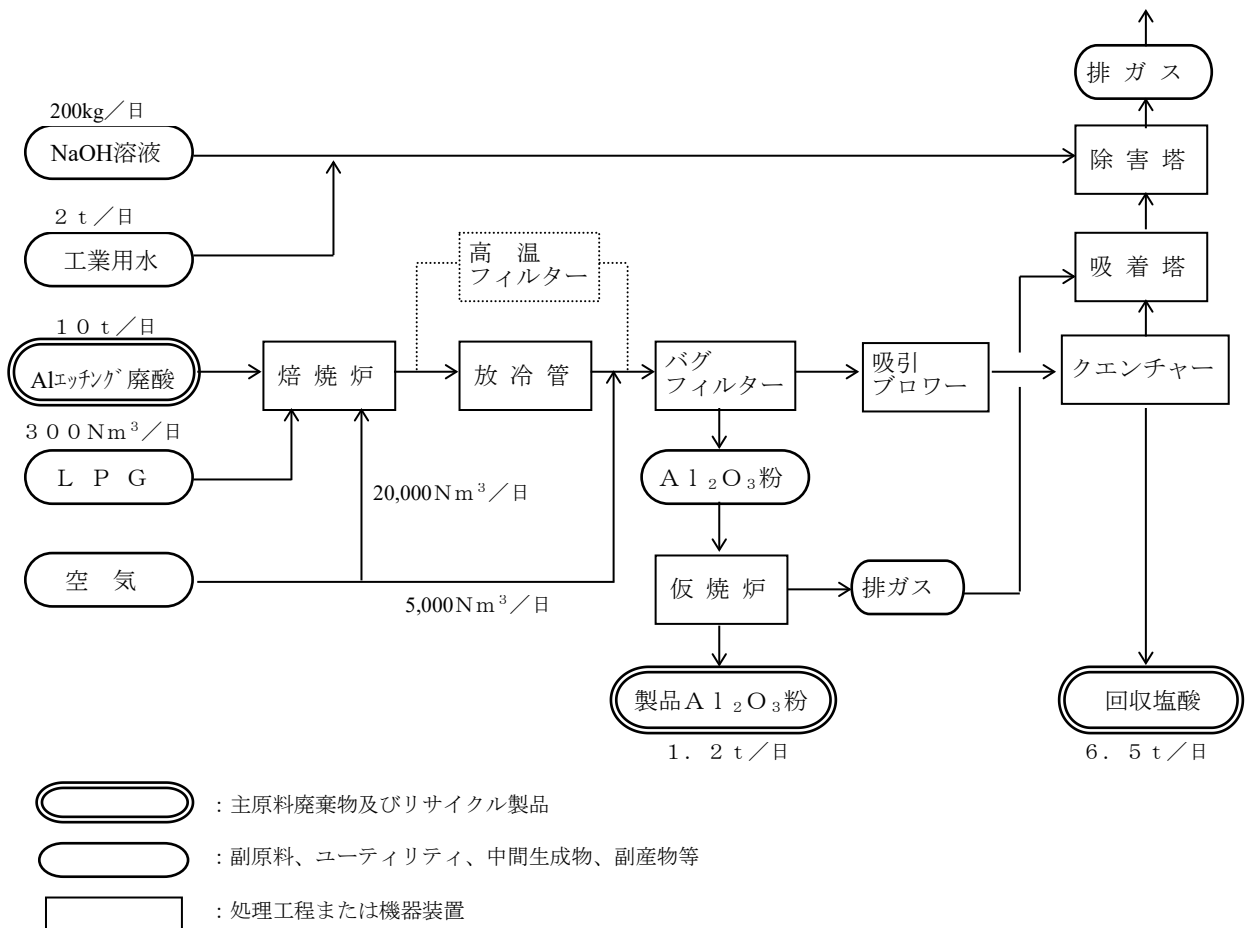 排ガス
200kg／日
NaOH溶液
除害塔
2ｔ／日
工業用水
高温
フィルター
吸着塔
10ｔ／日
Alｴｯﾁﾝｸﾞ廃酸
焙焼炉
放冷管
バグ
フィルター
吸引
ブロワー
クエンチャー
300Nm³／日
LPG
Al₂O₃粉
20,000Nm³／日
空気
5,000Nm³／日
仮焼炉
排ガス
製品Al₂O₃粉
回収塩酸
1．2ｔ／日
6．5ｔ／日
：主原料廃棄物及びリサイクル製品
：副原料、ユーティリティ、中間生成物、副産物等
：処理工程または機器装置